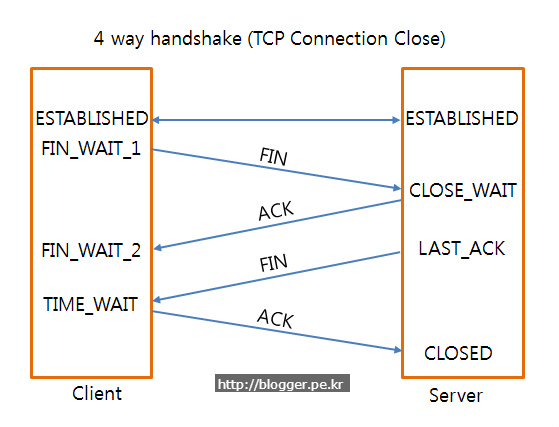 4 way handshake (TCP Connection Close)
ESTABLISHED
ESTABLISHED
FIN_WAIT_1
FIN
CLOSE_WAIT
ACK
FIN_WAIT_2
LAST_ACK
FIN
TIME_WAIT
ACK
CLOSED
http://blogger.pe.kr
Client
Server